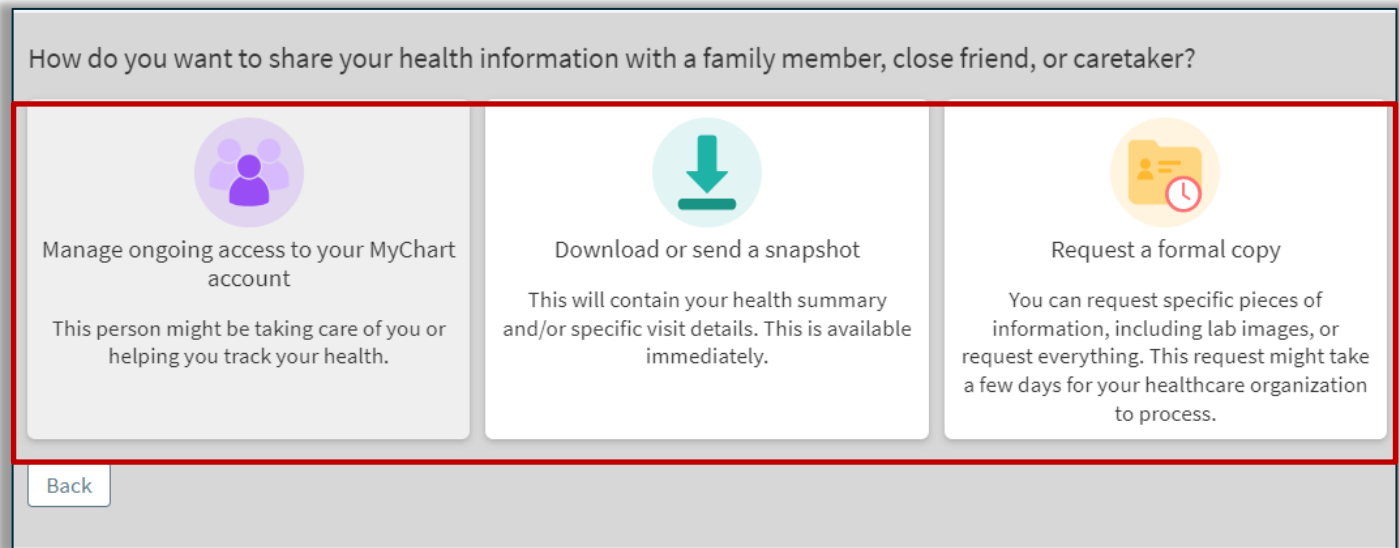 How do you want to share your health information with a family member, close friend, or caretaker?
Manage ongoing access to your MyChart
account
This person might be taking care of you or
helping you track your health.
Download or send a snapshot
This will contain your health summary
and/or specific visit details. This is available
immediately.
Request a formal copy
You can request specific pieces of
information, including lab images, or
request everything. This request might take
a few days for your healthcare organization
to process.
Back